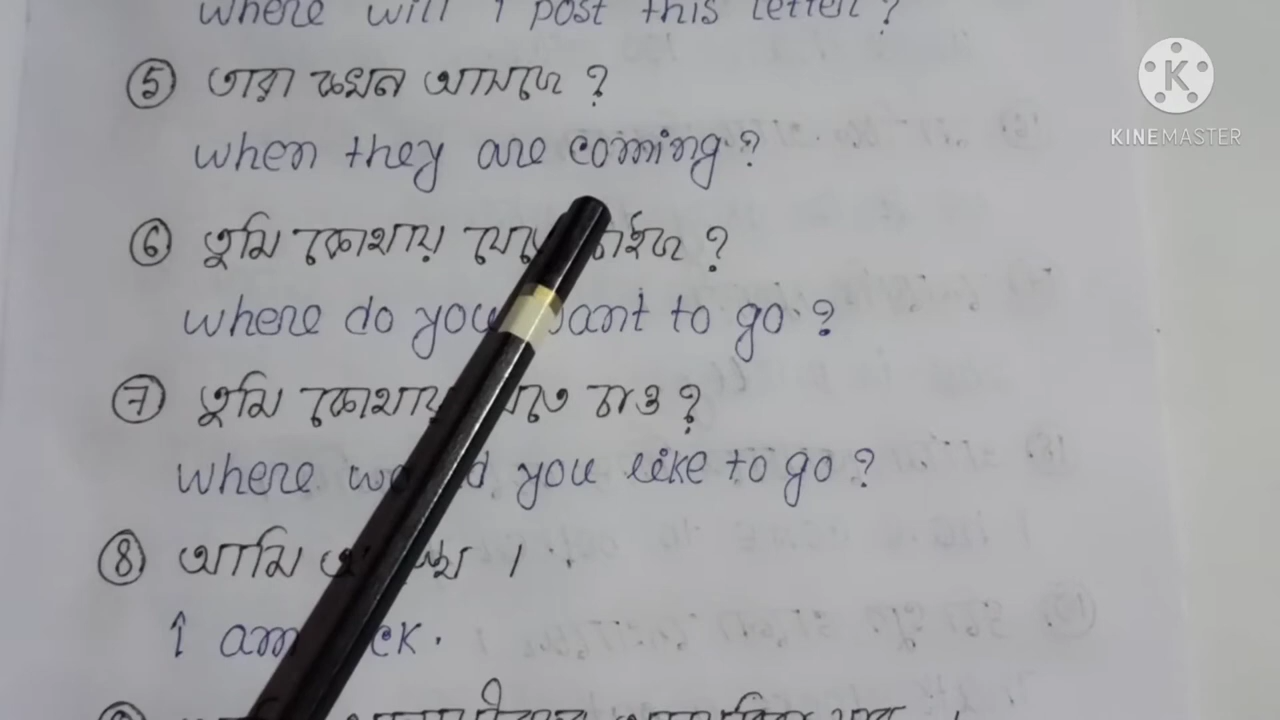 where will I post this letter?
⑤ তারা কখন আসছে ?
when they are coming ?
⑥ তুমি কোথায় চাইছ ?
where do you want to go ?
⑦ তুমি কোথায় চাও ?
where would you like to go ?
⑧ আমি ।
I am
KINEMASTER